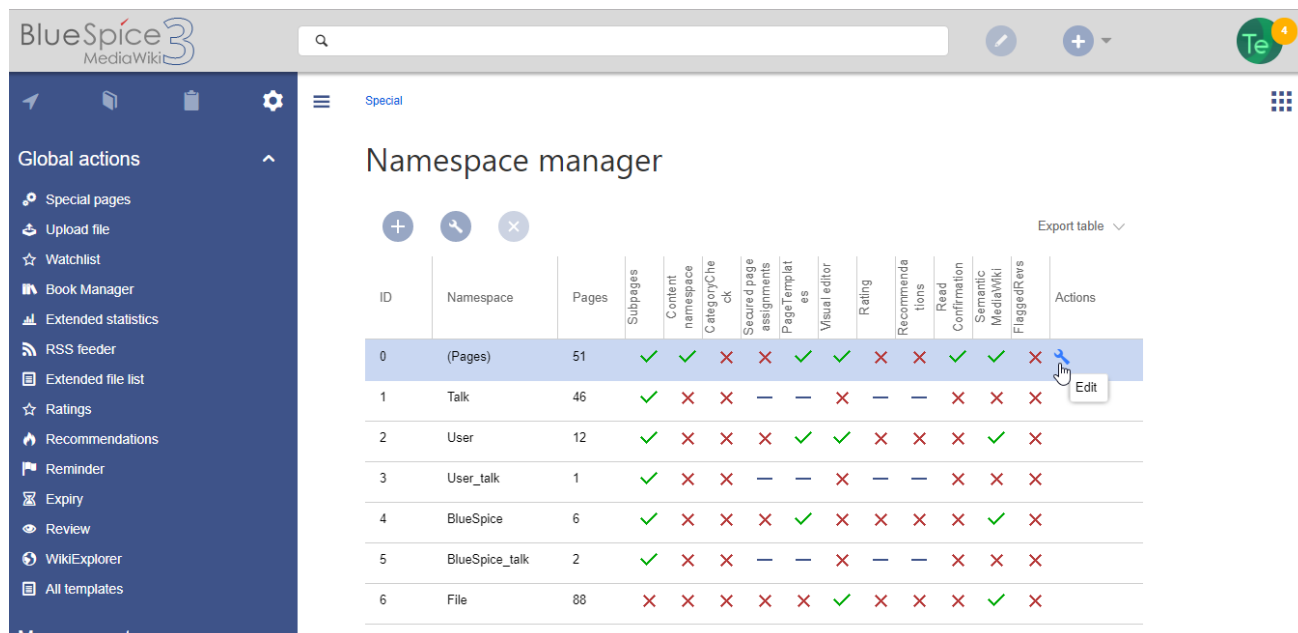 BlueSpice 3
MediaWiki
Te
4
Special
Global actions
Special pages
Upload file
Watchlist
Book Manager
Extended statistics
RSS feeder
Extended file list
Ratings
Recommendations
Reminder
Expiry
Review
WikiExplorer
All templates
Namespace manager
Export table
ID Namespace Pages Subpages Content namespace CategoryCheck Secured page assignments PageTemplates Visual editor Rating Recommendations Read Confirmation Semantic MediaWiki FlaggedRevs Actions
0 (Pages) 51
Edit
1 Talk 46
2 User 12
3 User_talk 1
4 BlueSpice 6
5 BlueSpice_talk 2
6 File 88